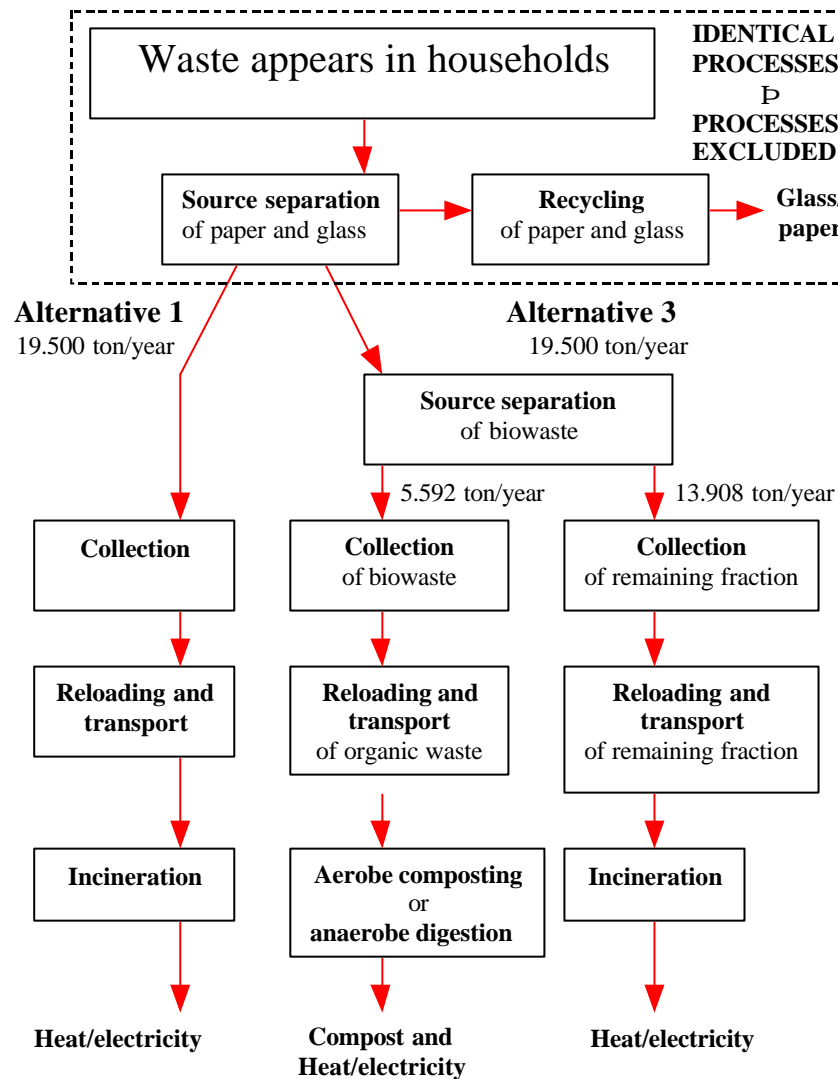 Waste appears in households
IDENTICAL
PROCESSES
Þ
PROCESSES
EXCLUDED
Source separation
of paper and glass
Recycling
of paper and glass
Glass/
paper
Alternative 1
19.500 ton/year
Alternative 3
19.500 ton/year
Source separation
of biowaste
5.592 ton/year
13.908 ton/year
Collection
Collection
of biowaste
Collection
of remaining fraction
Reloading and
transport
Reloading and
transport
of organic waste
Reloading and
transport
of remaining fraction
Incineration
Aerobe composting
or
anaerobe digestion
Incineration
Heat/electricity
Compost and
Heat/electricity
Heat/electricity